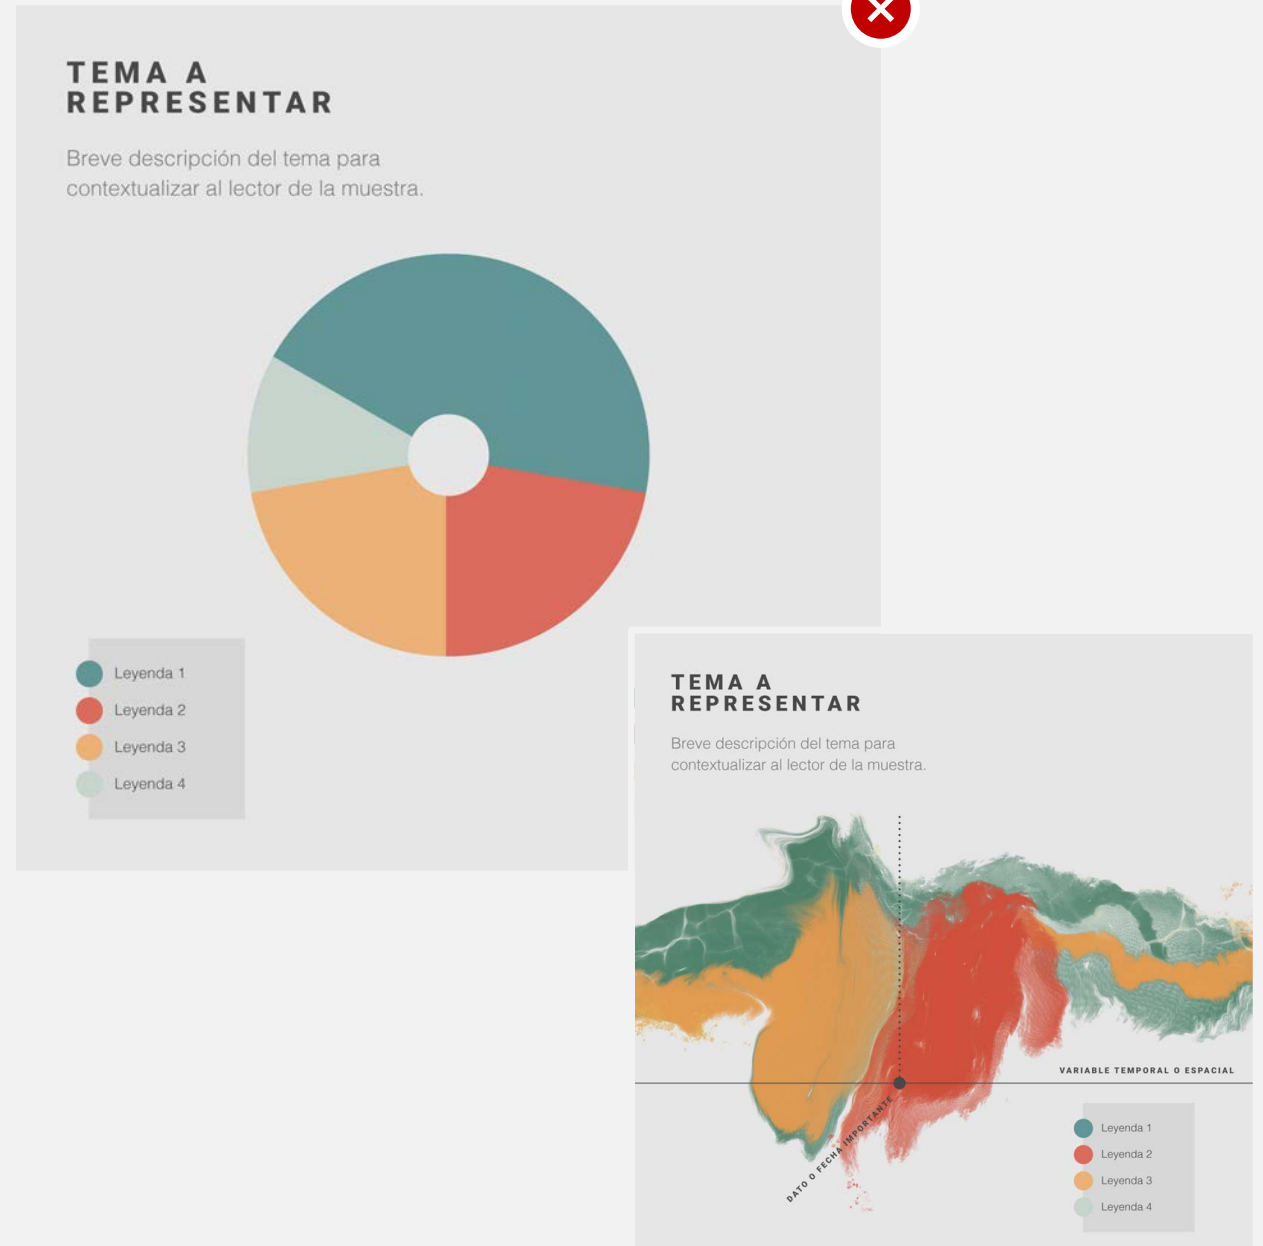 TEMA A
REPRESENTAR
Breve descripción del tema para
contextualizar al lector de la muestra.
Leyenda 1
Leyenda 2
Leyenda 3
Leyenda 4
TEMA A
REPRESENTAR
Breve descripción del tema para
contextualizar al lector de la muestra.
VARIABLE TEMPORAL O ESPACIAL
DATO O FECHA IMPORTANTE
Leyenda 1
Leyenda 2
Leyenda 3
Leyenda 4